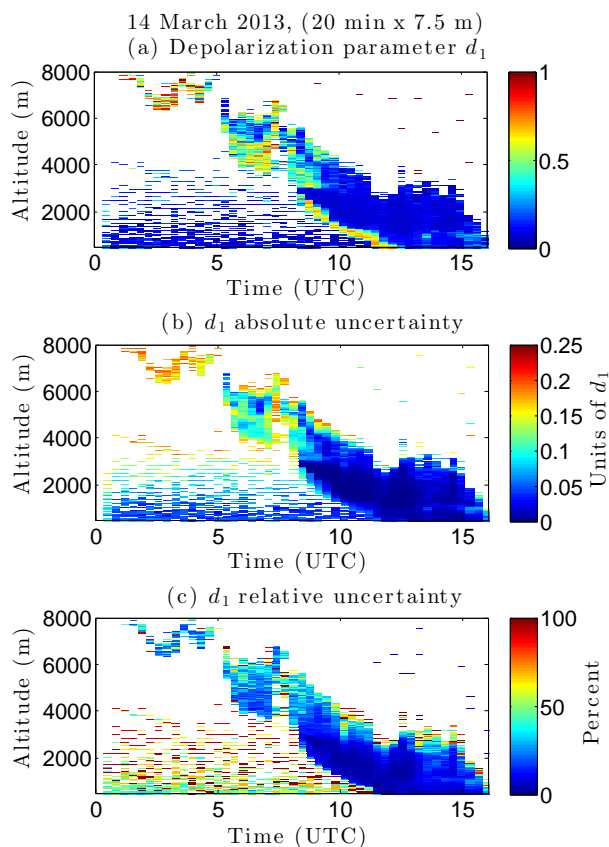 14 March 2013, (20 min x 7.5 m)
(a) Depolarization parameter d₁
8000
6000
4000
2000
Altitude (m)
0 5 10 15
Time (UTC)
1
0.5
0
(b) d₁ absolute uncertainty
8000
6000
4000
2000
Altitude (m)
0 5 10 15
Time (UTC)
0.25
0.2
0.15
0.1
0.05
0
Units of d₁
(c) d₁ relative uncertainty
8000
6000
4000
2000
Altitude (m)
0 5 10 15
Time (UTC)
100
50
0
Percent